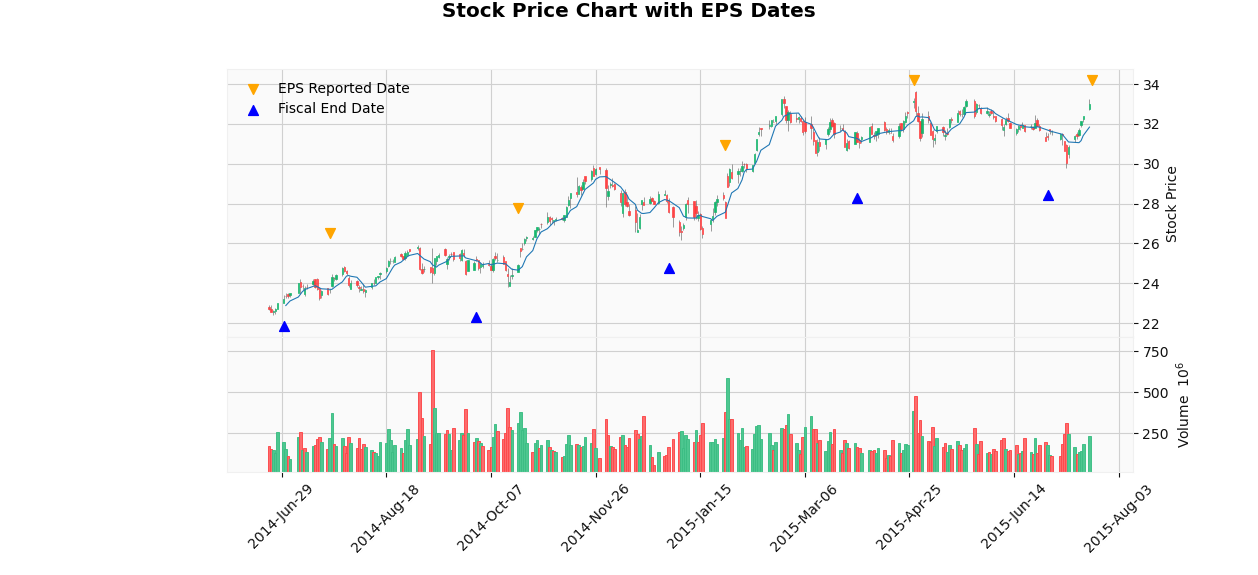 Stock Price Chart with EPS Dates
EPS Reported Date
Fiscal End Date
34
32
30
28
26
24
22
Stock Price
750
500
250
Volume 10^6
2014-Jun-29
2014-Aug-18
2014-Oct-07
2014-Nov-26
2015-Jan-15
2015-Mar-06
2015-Apr-25
2015-Jun-14
2015-Aug-03